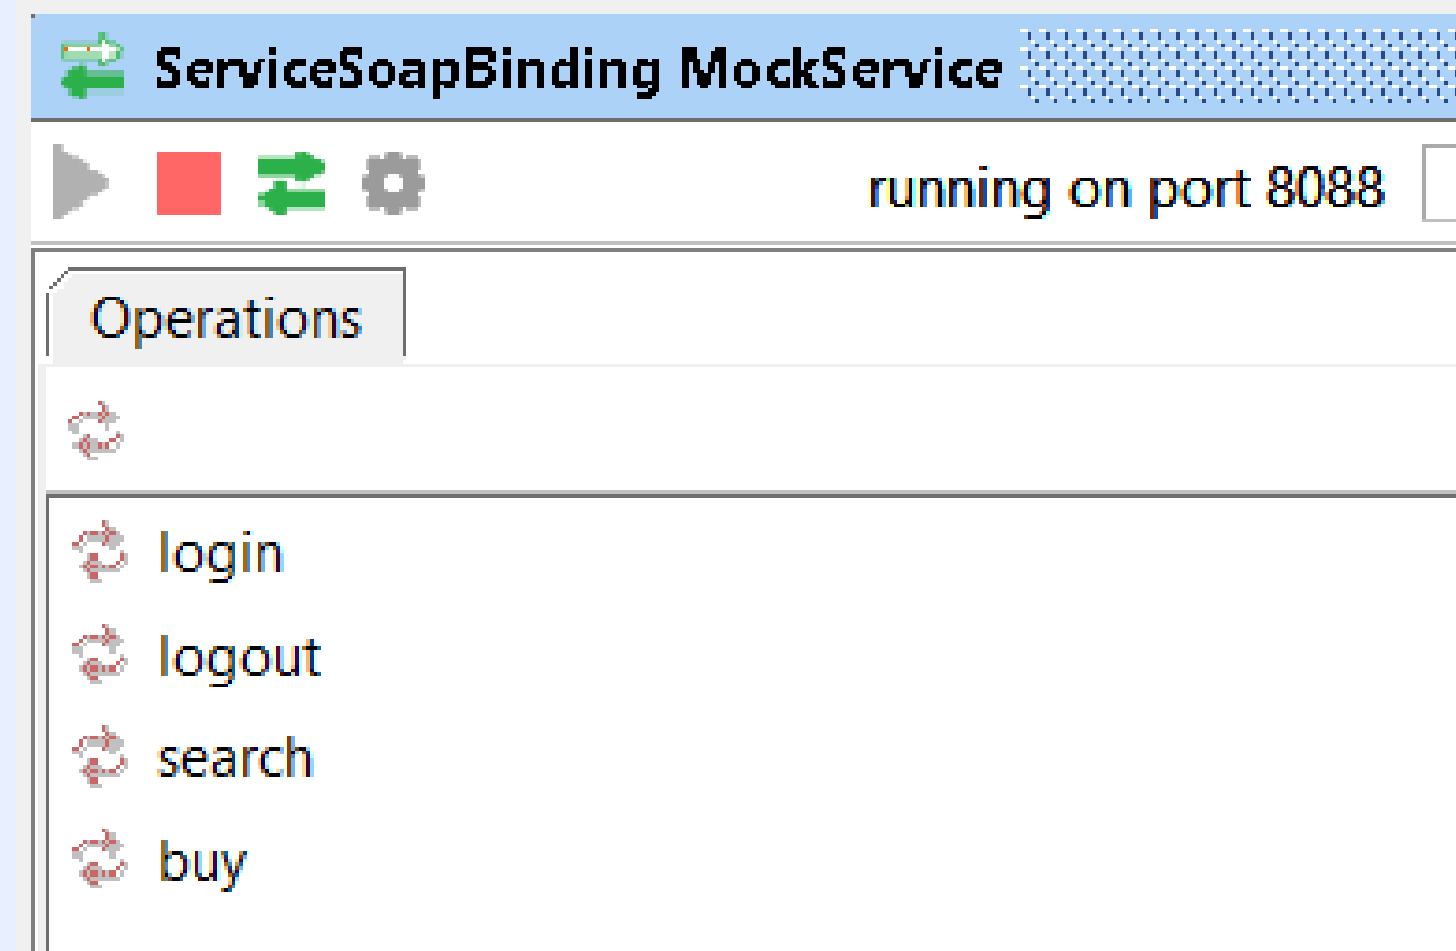 ServiceSoapBinding MockService
running on port 8088
Operations
login
logout
search
buy